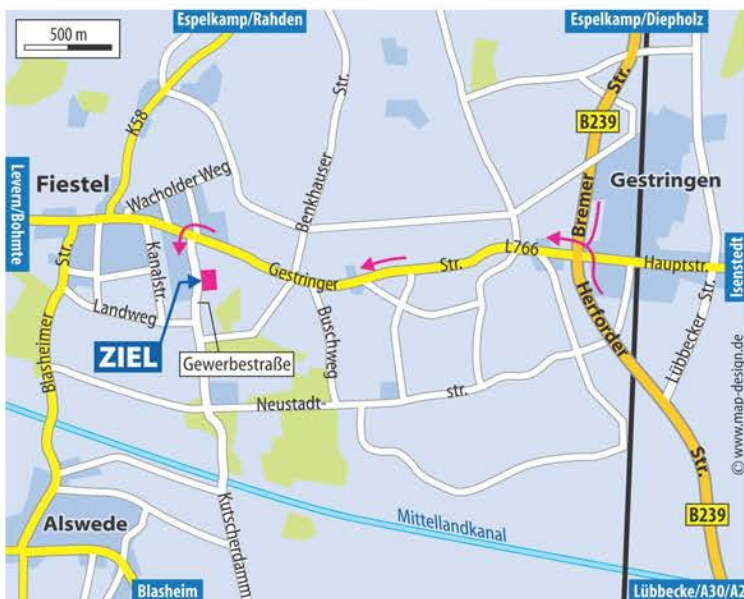 500 m
Espelkamp/Rahden
Espelkamp/Diepholz
Str.
Str.
K58
B239
Levern/Bohmte
Fiestel
Wacholder Weg
Benkhauser
Bremer
Gestringen
Kanalstr.
Str.
Gestringer
Str.
L766
Hauptstr.
Isenstedt
Landweg
ZIEL
Gewerbestraße
Buschweg
Herforder
Str.
Lübbecker
Blasheimer
Neustadt-
str.
Str.
© www.map-design.de
Alswede
Kutscherdamm
Mittellandkanal
B239
Blasheim
Lübbecke/A30/A2